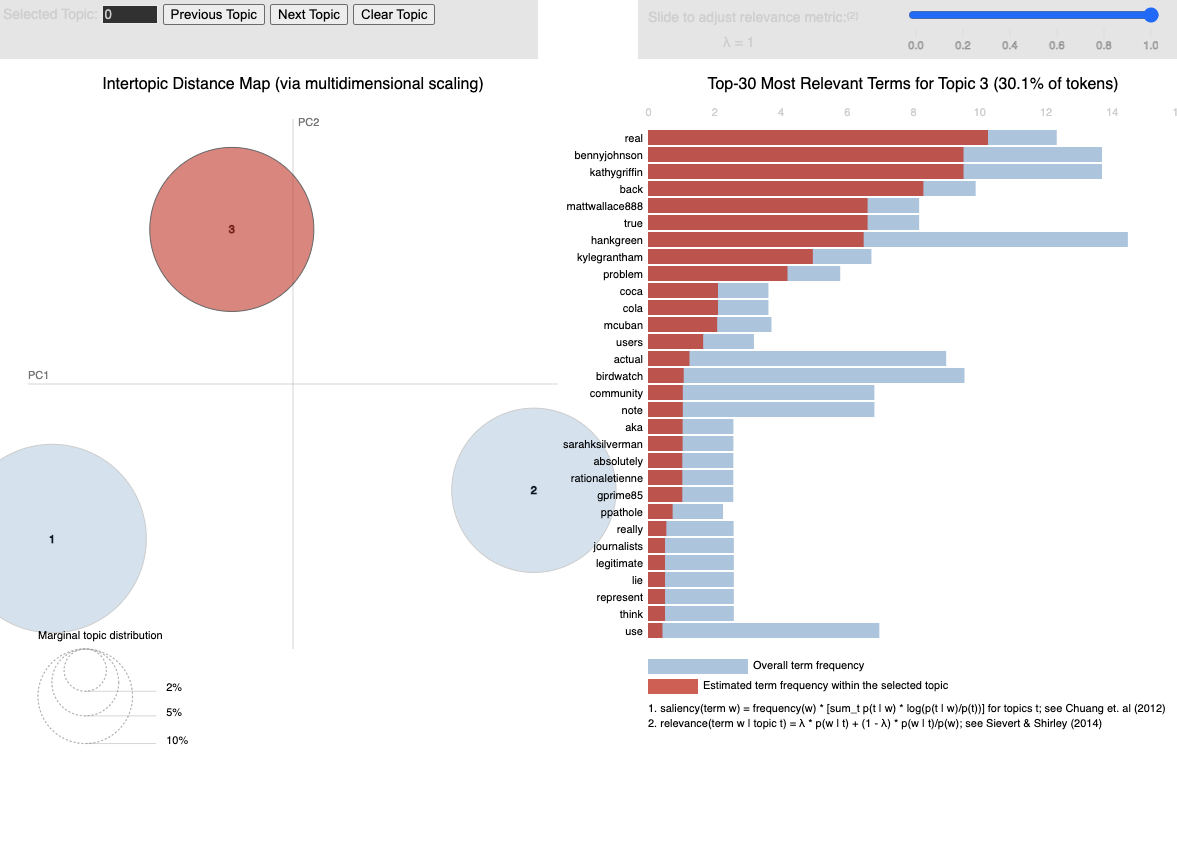 Selected Topic: 0 Previous Topic Next Topic Clear Topic
Slide to adjust relevance metric:(2)
λ = 1
0.0 0.2 0.4 0.6 0.8 1.0
Intertopic Distance Map (via multidimensional scaling)
PC2
PC1
3
1
2
Marginal topic distribution
2%
5%
10%
Top-30 Most Relevant Terms for Topic 3 (30.1% of tokens)
0 2 4 6 8 10 12 14
real
bennyjohnson
kathygriffin
back
mattwallace888
true
hankgreen
kylegrantham
problem
coca
cola
mcuban
users
actual
birdwatch
community
note
aka
sarahksilverman
absolutely
rationaletienne
gprime85
ppathole
really
journalists
legitimate
lie
represent
think
use
Overall term frequency
Estimated term frequency within the selected topic
1. saliency(term w) = frequency(w) * [sum_t p(t | w) * log(p(t | w)/p(t))] for topics t; see Chuang et. al (2012)
2. relevance(term w | topic t) = λ * p(w | t) + (1 - λ) * p(w | t)/p(w); see Sievert & Shirley (2014)